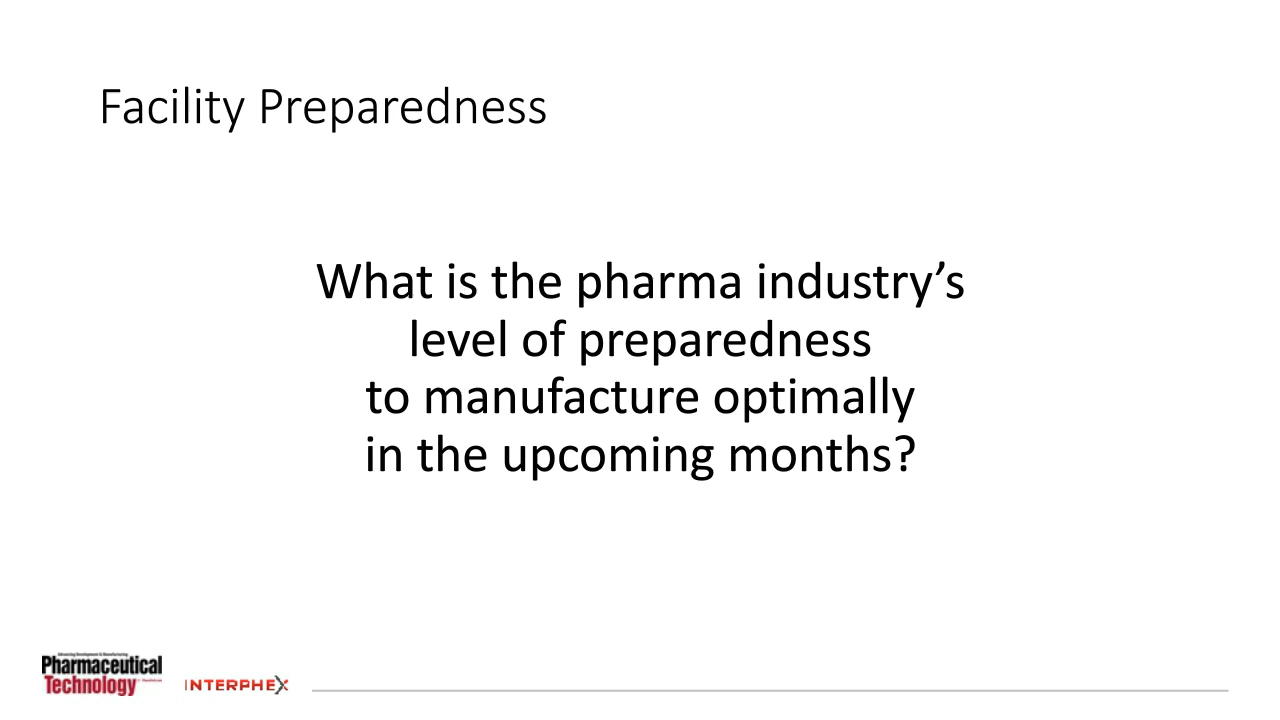 Facility Preparedness
What is the pharma industry’s
level of preparedness
to manufacture optimally
in the upcoming months?
Pharmaceutical
Technology
INTERPHEX